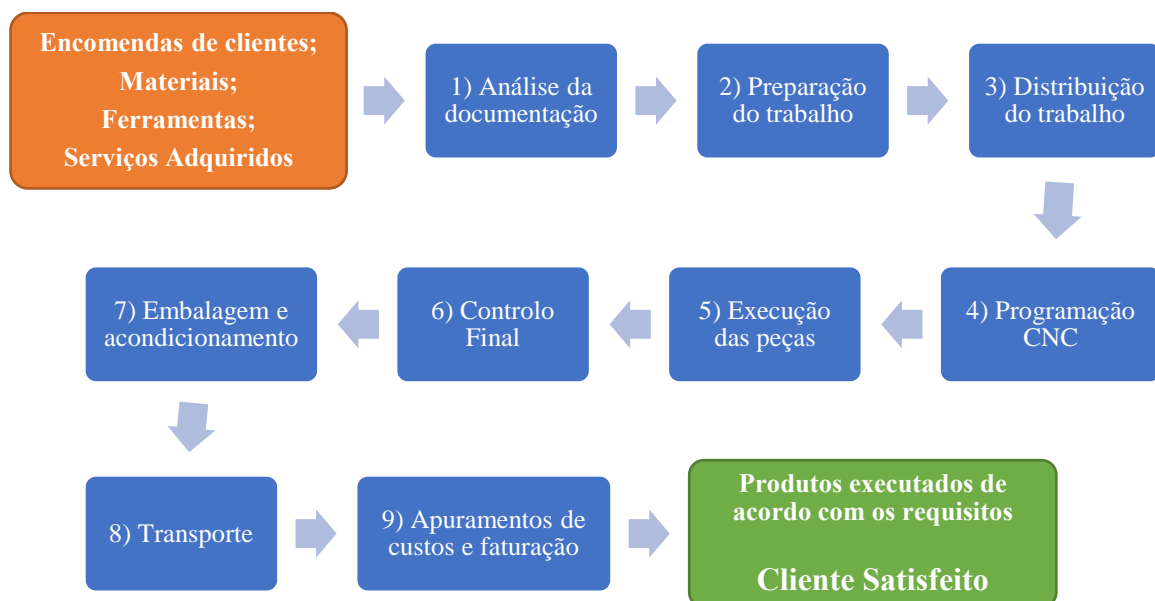 Encomendas de clientes;
Materiais;
Ferramentas;
Serviços Adquiridos
1) Análise da
documentação
2) Preparação
do trabalho
3) Distribuição
do trabalho
4) Programação
CNC
5) Execução
das peças
6) Controlo
Final
7) Embalagem e
acondicionamento
8) Transporte
9) Apuramentos de
custos e faturação
Produtos executados de
acordo com os requisitos
Cliente Satisfeito